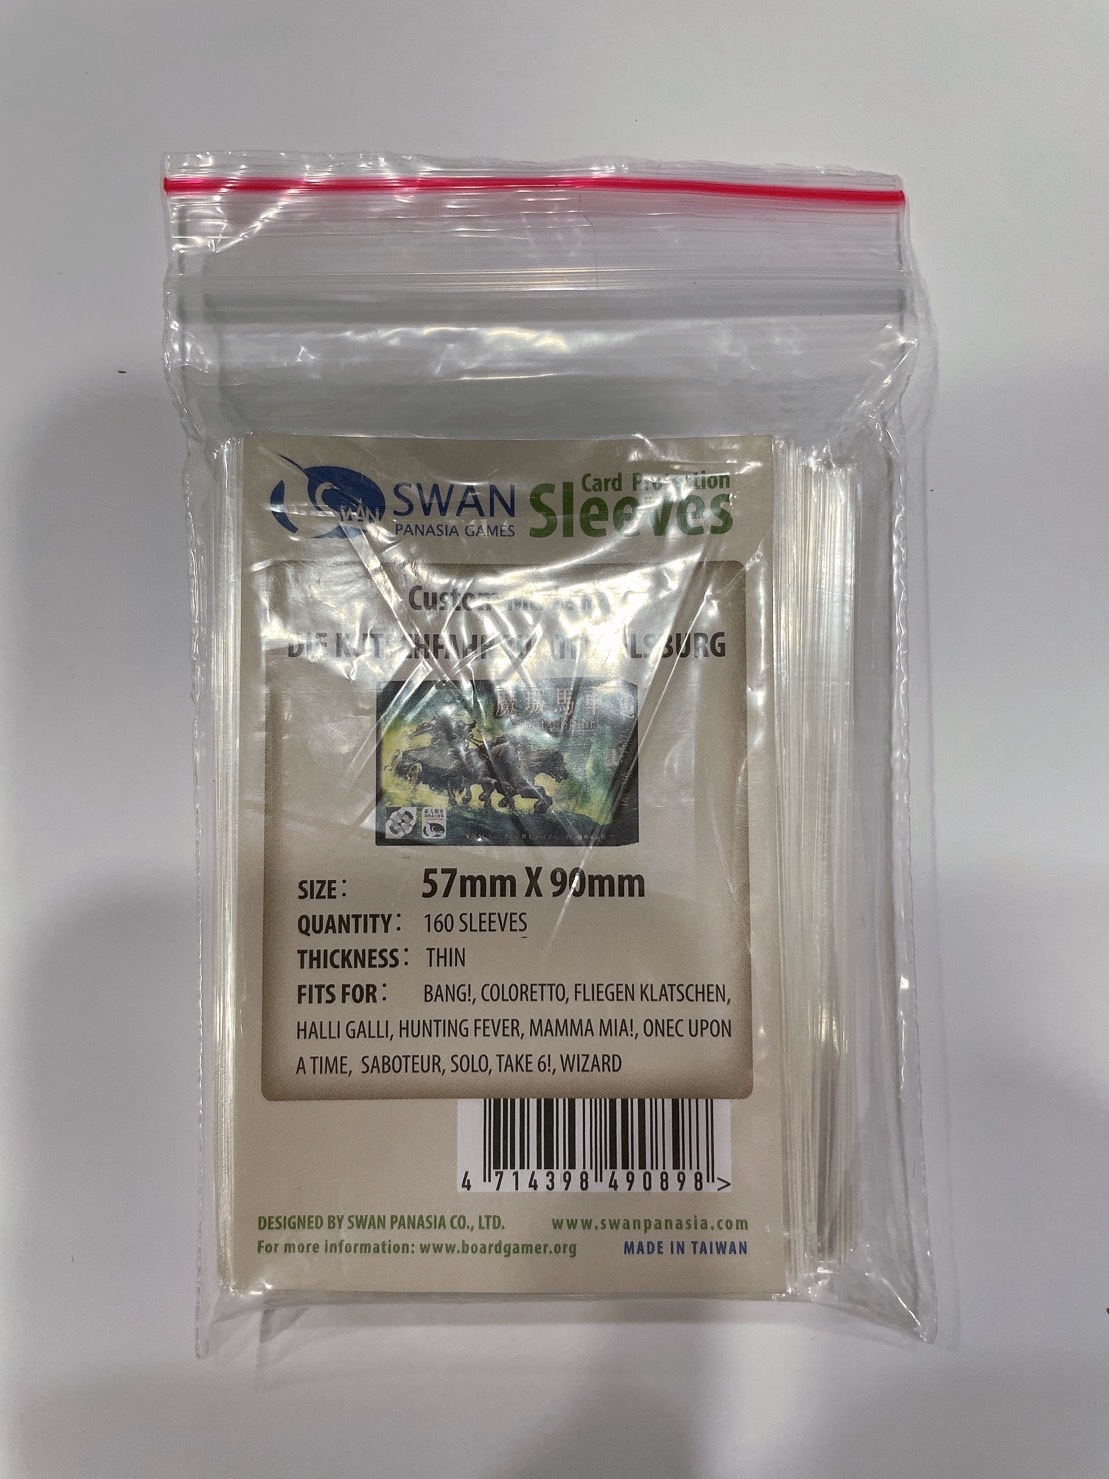 SWAN
SWAN
PANASIA GAMES
Card
Sleeves
SIZE:
57mm X 90mm
QUANTITY: 160 SLEEVES
THICKNESS: THIN
FITS FOR: BANG!, COLORETTO, FLIEGEN KLATSCHEN,
HALLI GALLI, HUNTING FEVER, MAMMA MIA!, ONEC UPON
A TIME, SABOTEUR, SOLO, TAKE 6!, WIZARD
4 714398 490898 >
DESIGNED BY SWAN PANASIA CO., LTD.
www.swanpanasia.com
For more information: www.boardgamer.org
MADE IN TAIWAN